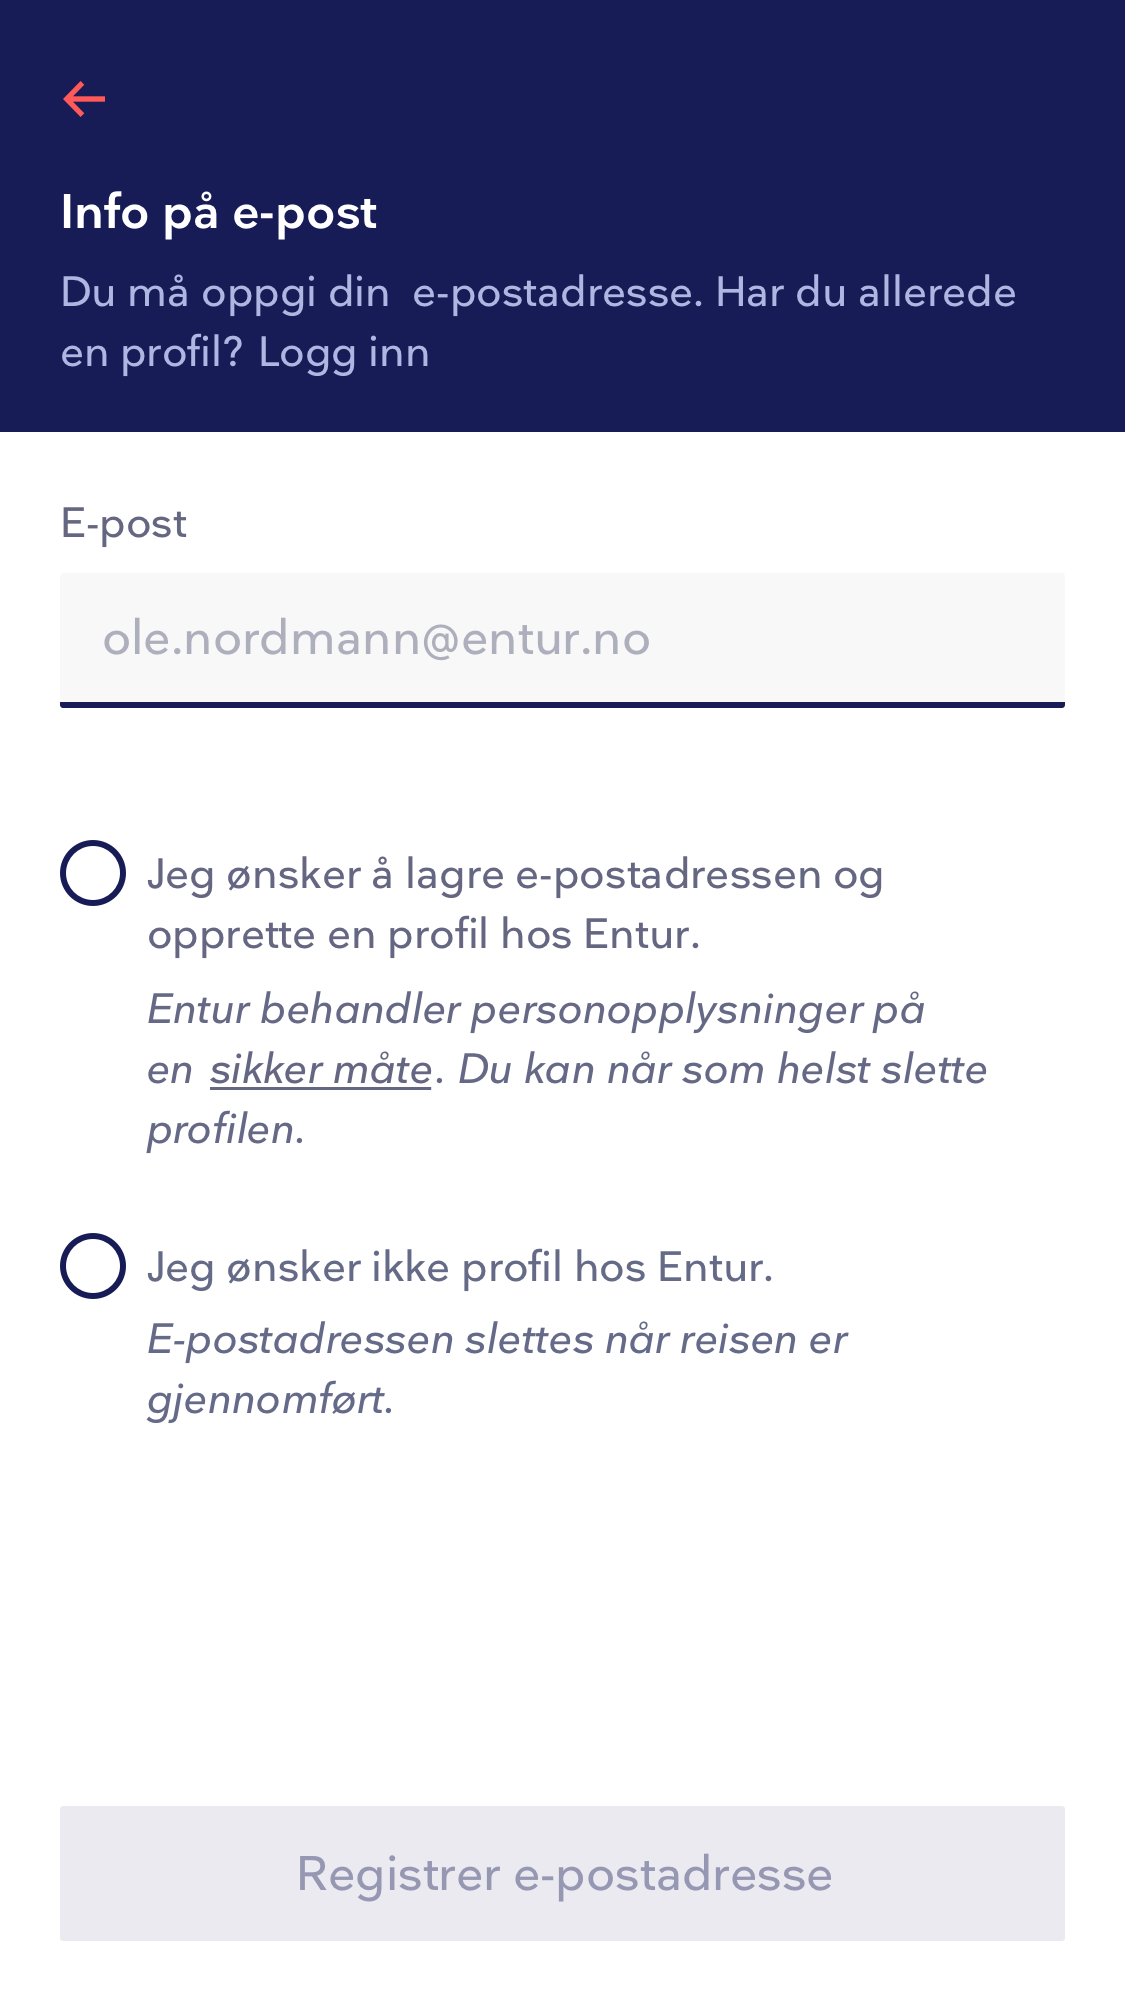 Info på e-post
Du må oppgi din e-postadresse. Har du allerede
en profil? Logg inn
E-post
ole.nordmann@entur.no
Jeg ønsker å lagre e-postadressen og
opprette en profil hos Entur.
Entur behandler personopplysninger på
en sikker måte. Du kan når som helst slette
profilen.
Jeg ønsker ikke profil hos Entur.
E-postadressen slettes når reisen er
gjennomført.
Registrer e-postadresse